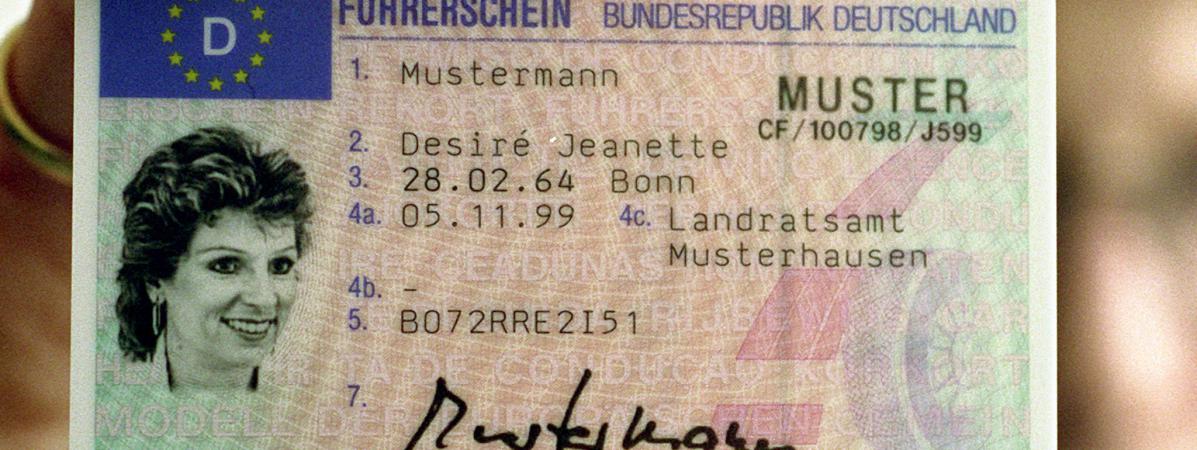 D
FÜHRERSCHEIN BUNDESREPUBLIK DEUTSCHLAND
1. Mustermann
MUSTER
CF/100798/J599
2. Desiré Jeanette
3. 28.02.64 Bonn
4a. 05.11.99 4c. Landratsamt
Musterhausen
4b. –
5. B072RRE2I51
7. Mustermann